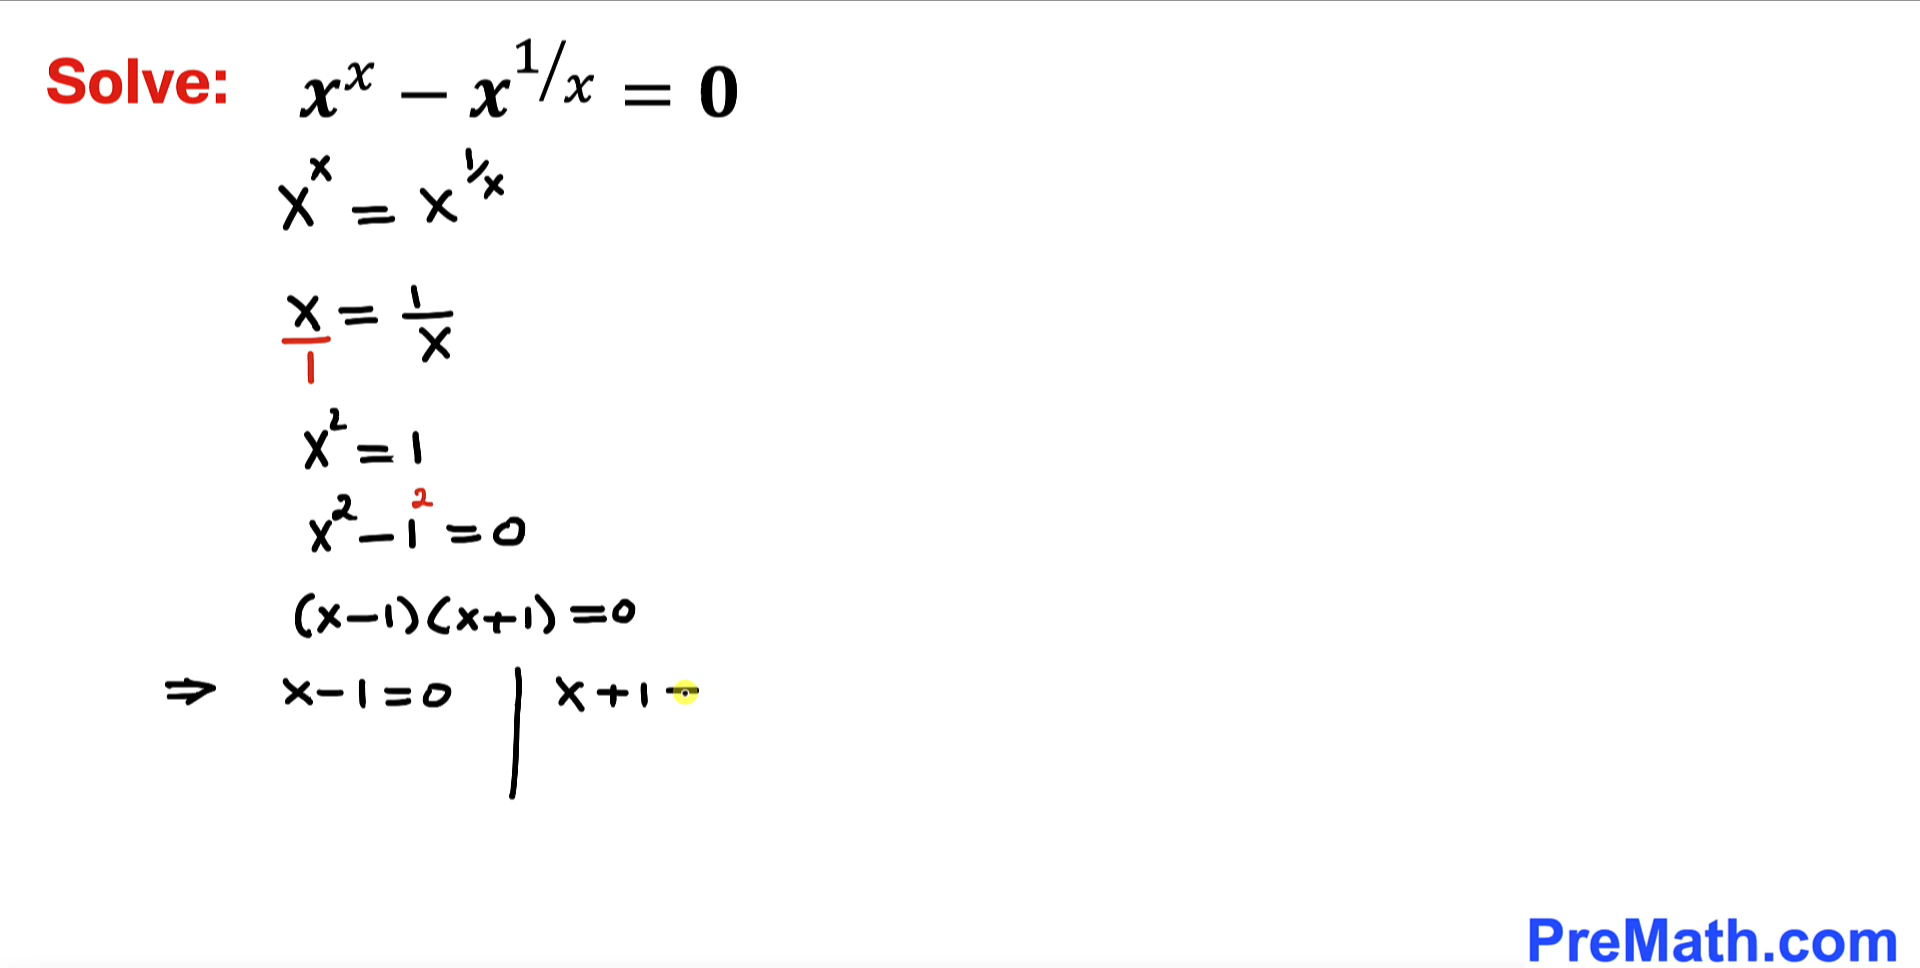 Solve: x^x − x^{1/x} = 0
x^x = x^{1/x}
x/1 = 1/x
x^2 = 1
x^2 − 1^2 = 0
(x−1)(x+1) = 0
⇒ x−1=0 | x+1 −
PreMath.com